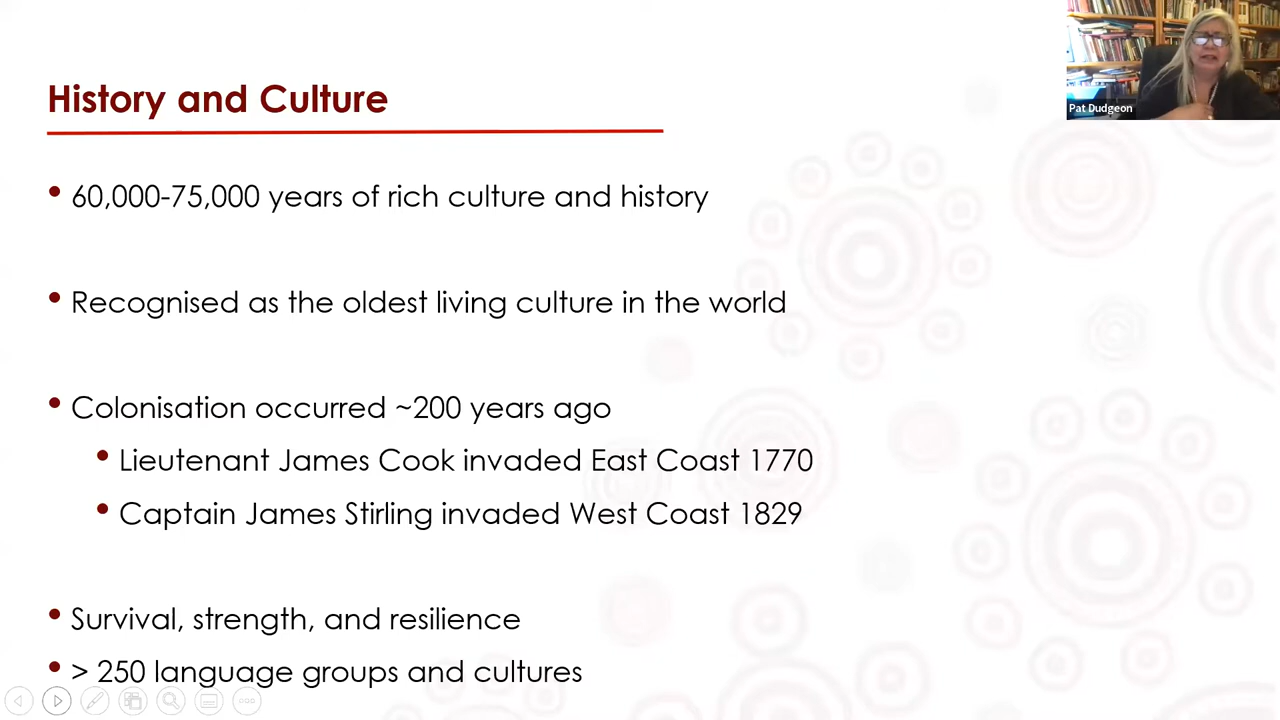 Pat Dudgeon
History and Culture
• 60,000-75,000 years of rich culture and history
• Recognised as the oldest living culture in the world
• Colonisation occurred ~200 years ago
• Lieutenant James Cook invaded East Coast 1770
• Captain James Stirling invaded West Coast 1829
• Survival, strength, and resilience
• > 250 language groups and cultures